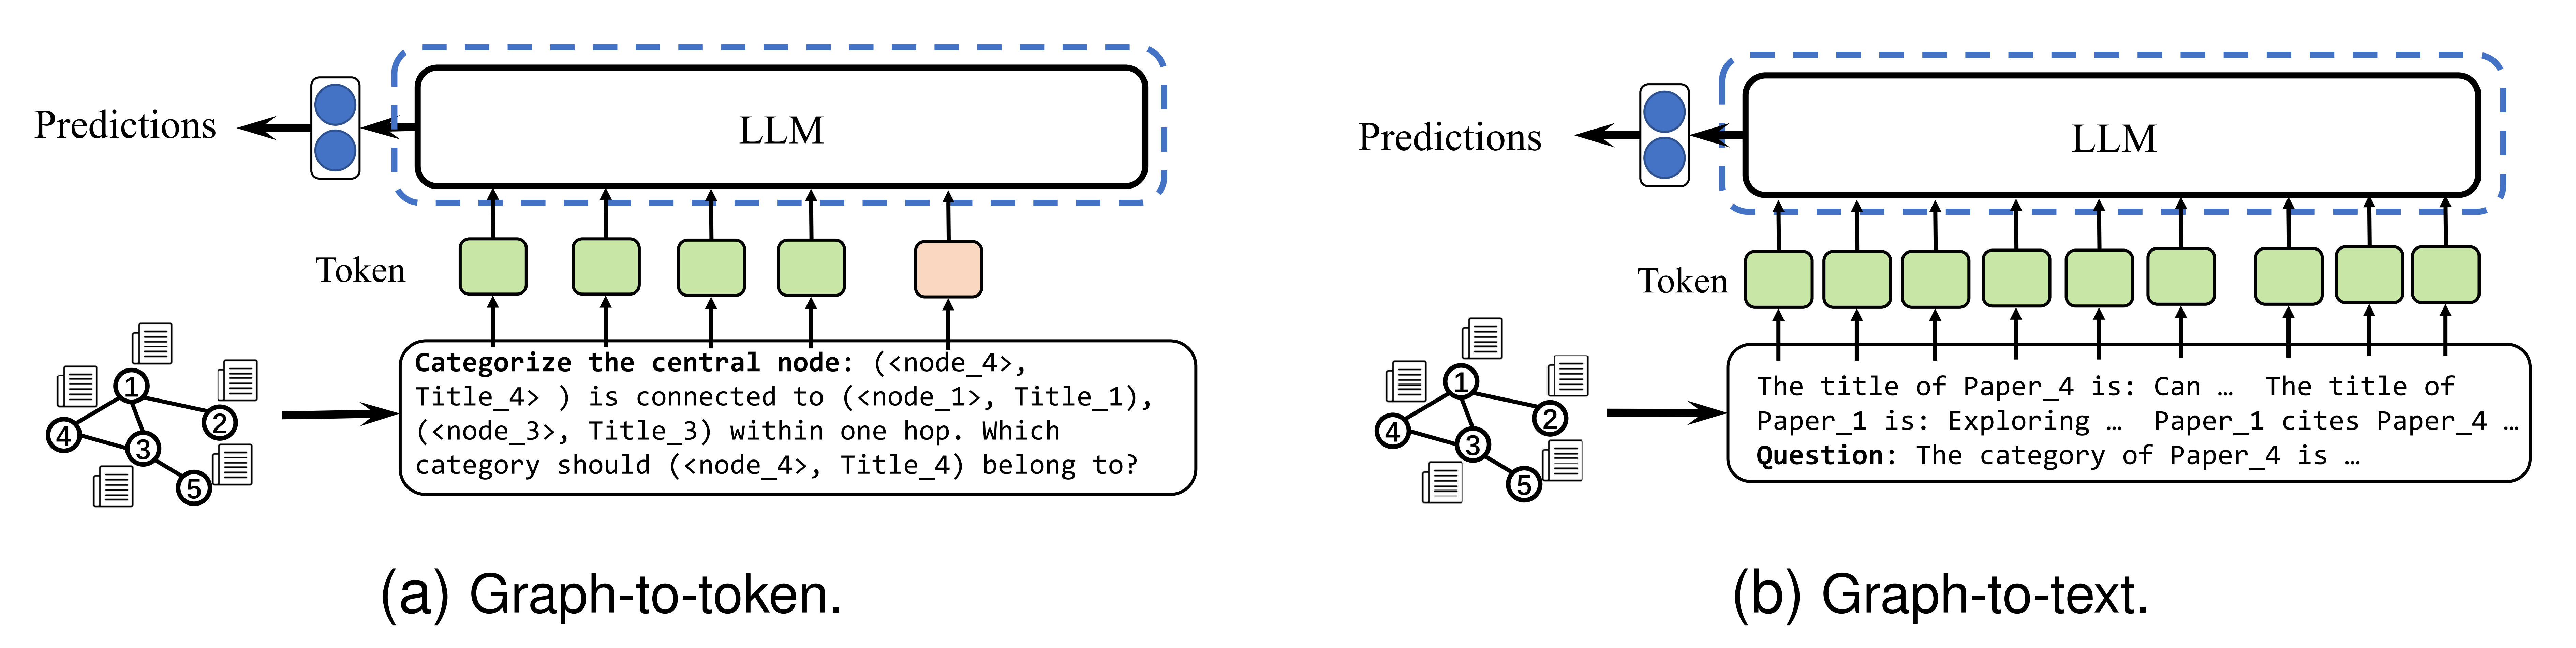 Predictions
LLM
Token
1
2
3
4
5
Categorize the central node: (<node_4>,
Title_4> ) is connected to (<node_1>, Title_1),
(<node_3>, Title_3) within one hop. Which
category should (<node_4>, Title_4) belong to?
(a) Graph-to-token.
Predictions
LLM
Token
1
2
3
4
5
The title of Paper_4 is: Can … The title of
Paper_1 is: Exploring … Paper_1 cites Paper_4 …
Question: The category of Paper_4 is …
(b) Graph-to-text.